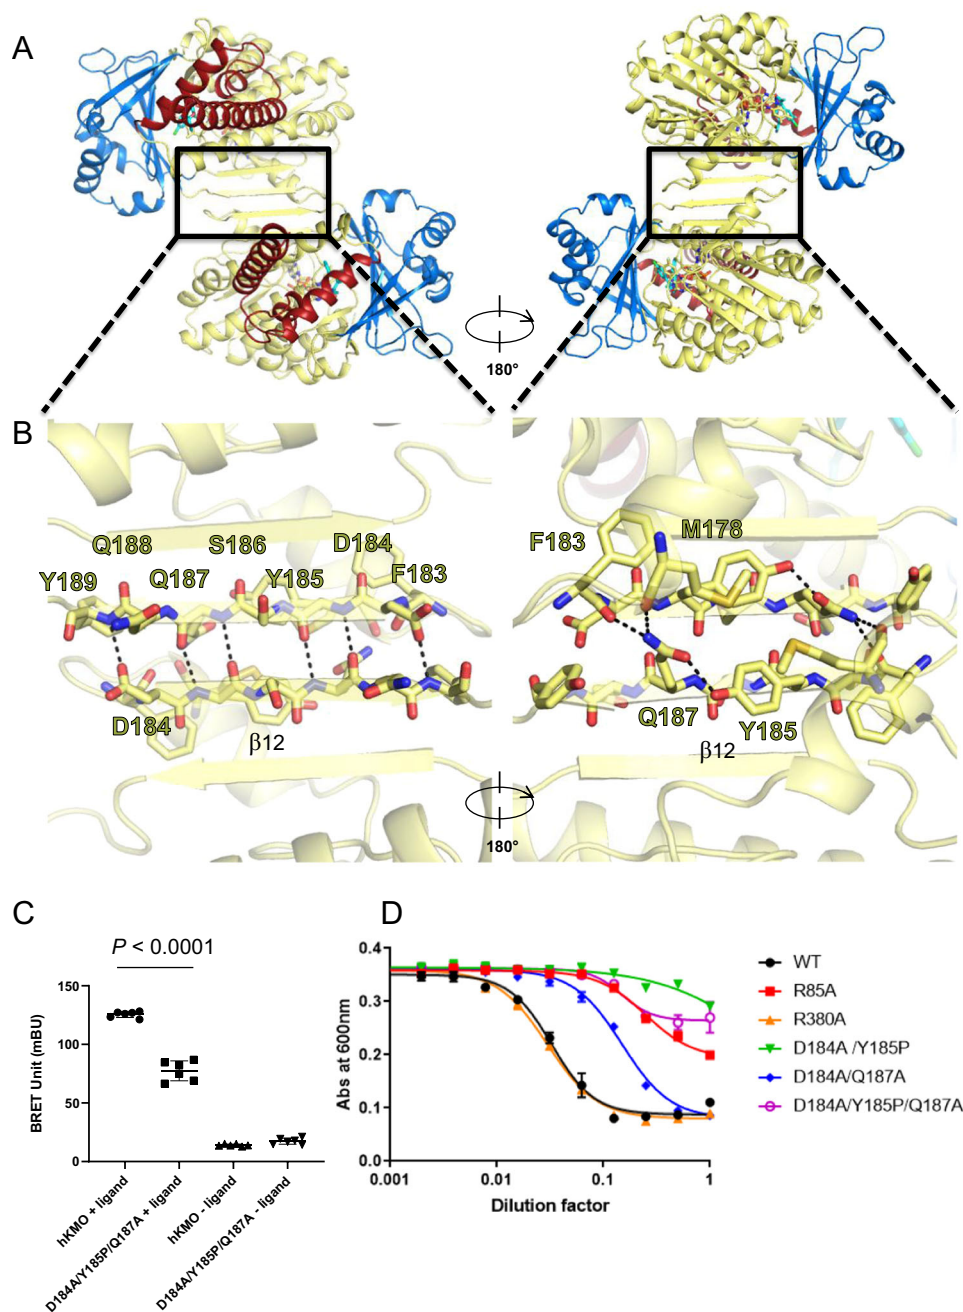 A
180°
B
Q188 S186 D184
Y189 Q187 Y185 F183
D184
β12
F183 M178
Q187 Y185
β12
180°
C
P < 0.0001
150
100
50
0
BRET Unit (mBU)
hKMO + ligand
D184A/Y185P/Q187A + ligand
hKMO - ligand
D184A/Y185P/Q187A - ligand
D
0.4
0.3
0.2
0.1
0.0
Abs at 600nm
0.001 0.01 0.1 1
Dilution factor
WT
R85A
R380A
D184A /Y185P
D184A/Q187A
D184A/Y185P/Q187A